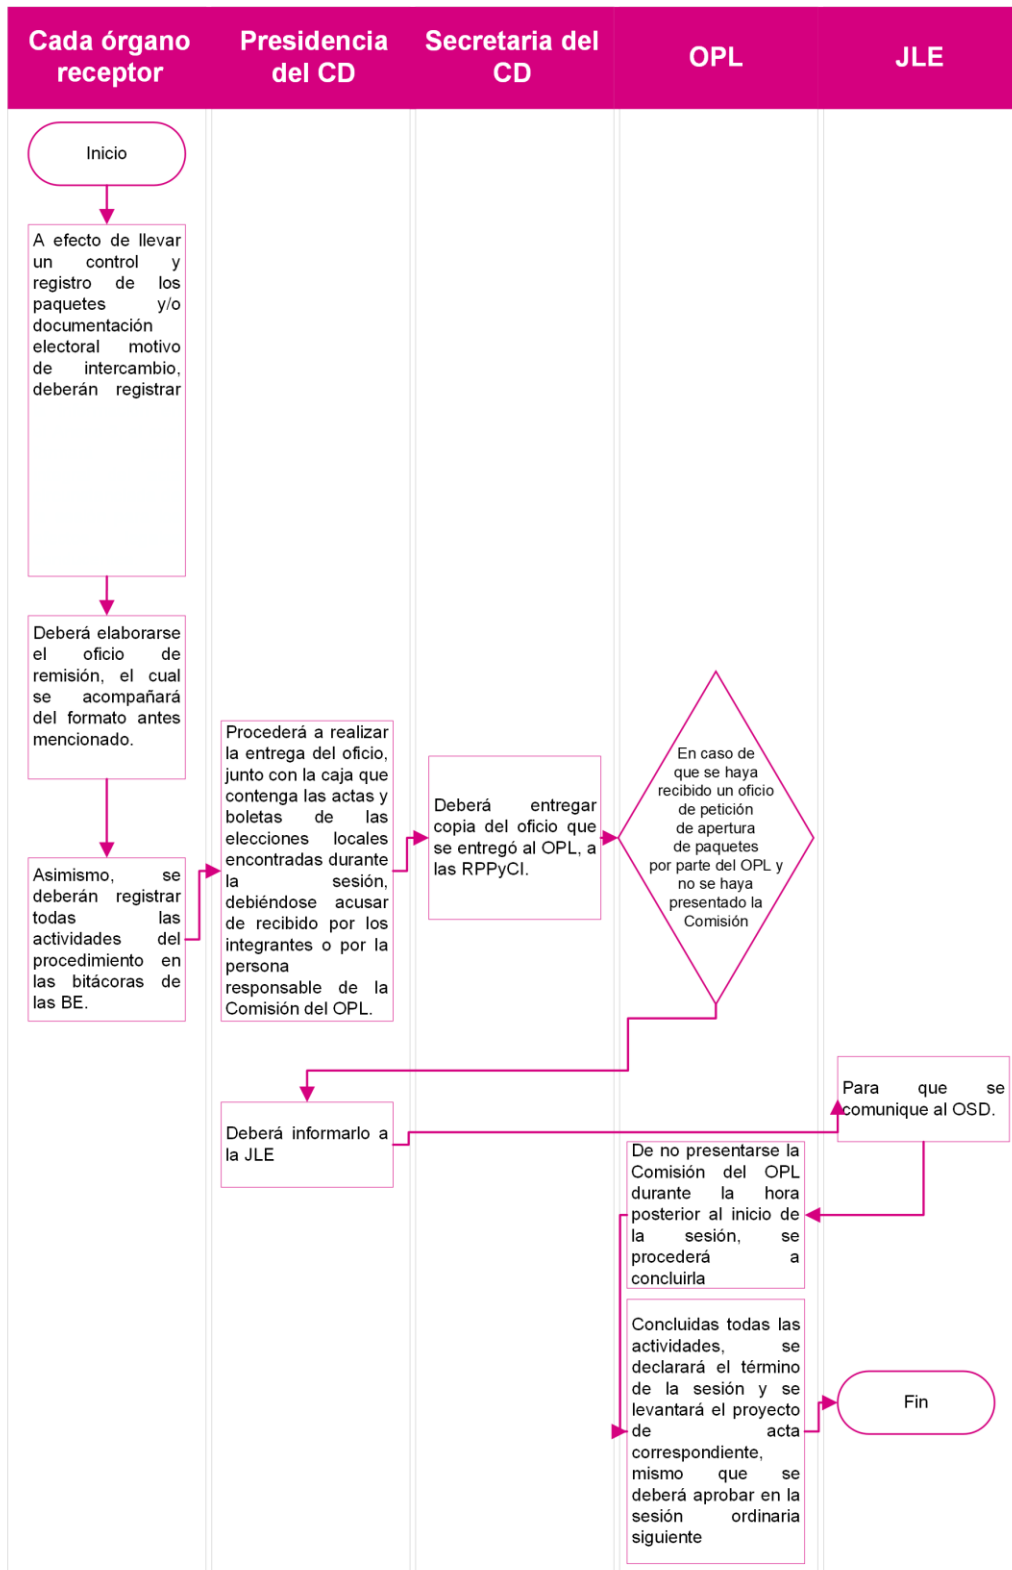 Cada órgano
receptor
Presidencia
del CD
Secretaria del
CD
OPL
JLE
Inicio
A efecto de llevar
un control y
registro de los
paquetes y/o
documentación
electoral motivo
de intercambio,
deberán registrar
Deberá elaborarse
el oficio de
remisión, el cual
se acompañará
del formato antes
mencionado.
Asimismo, se
deberán registrar
todas las
actividades del
procedimiento en
las bitácoras de
las BE.
Procederá a realizar
la entrega del oficio,
junto con la caja que
contenga las actas y
boletas de las
elecciones locales
encontradas durante
la sesión,
debiéndose acusar
de recibido por los
integrantes o por la
persona
responsable de la
Comisión del OPL.
Deberá entregar
copia del oficio que
se entregó al OPL, a
las RPPyCI.
En caso de
que se haya
recibido un oficio
de petición
de apertura
de paquetes
por parte del OPL y
no se haya
presentado la
Comisión
Deberá informarlo a
la JLE
Para que se
comunique al OSD.
De no presentarse la
Comisión del OPL
durante la hora
posterior al inicio de
la sesión, se
procederá a
concluirla
Concluidas todas las
actividades, se
declarará el término
de la sesión y se
levantará el proyecto
de acta
correspondiente,
mismo que se
deberá aprobar en la
sesión ordinaria
siguiente
Fin